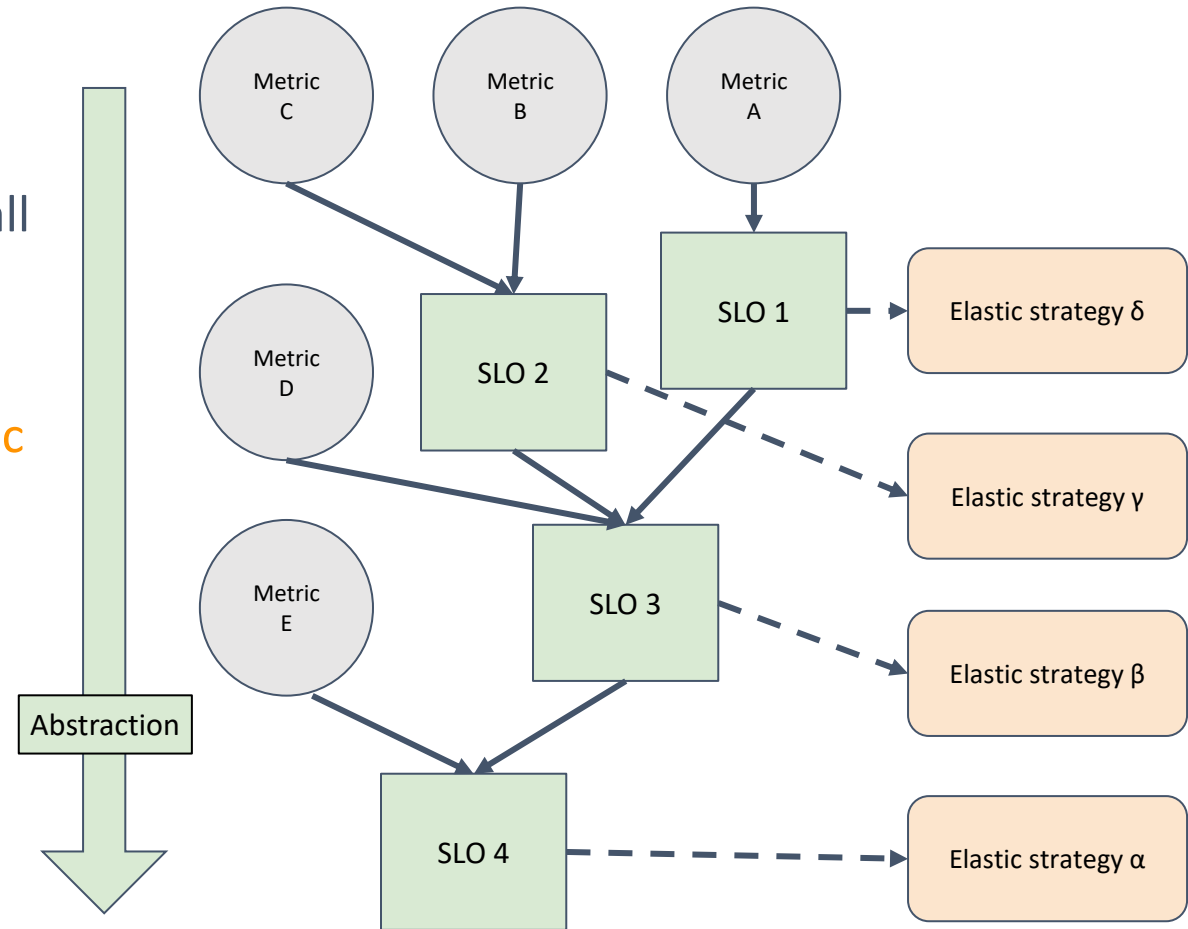 Metric
C
Metric
B
Metric
A
SLO 1
Elastic strategy δ
Metric
D
SLO 2
Elastic strategy γ
Metric
E
SLO 3
Elastic strategy β
Abstraction
SLO 4
Elastic strategy α